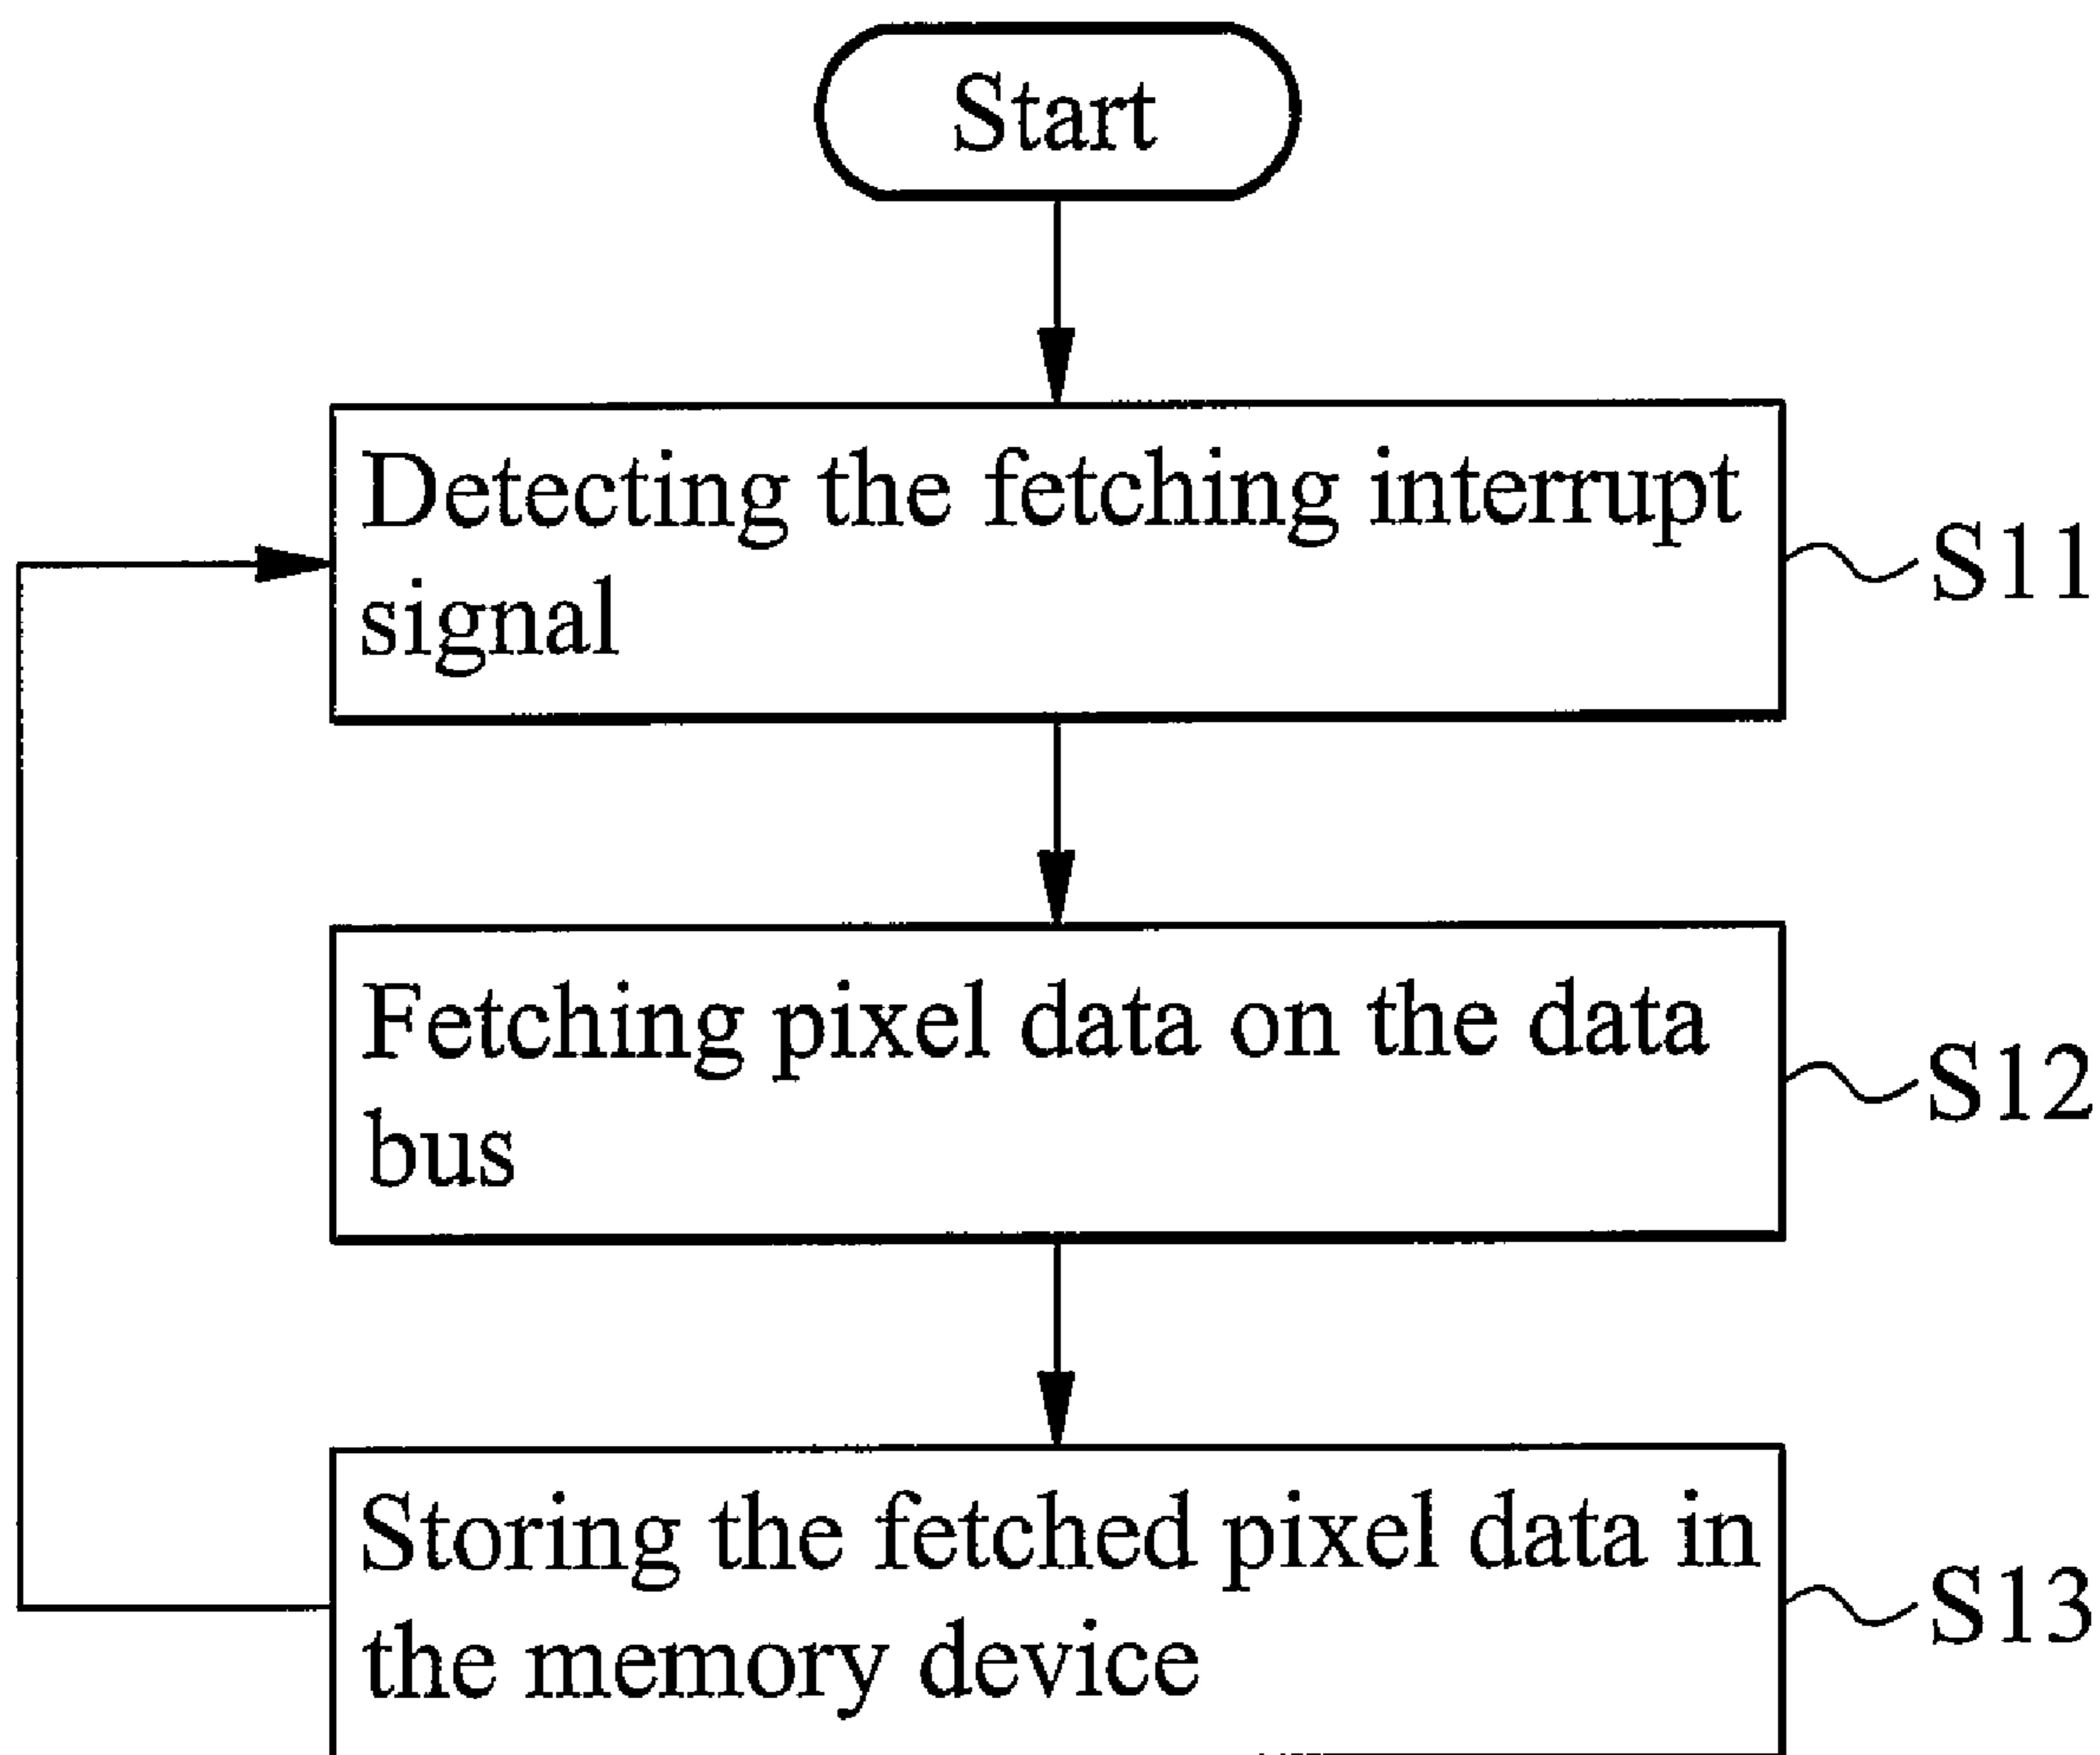 Start
Detecting the fetching interrupt
signal
S11
Fetching pixel data on the data
bus
S12
Storing the fetched pixel data in
the memory device
S13